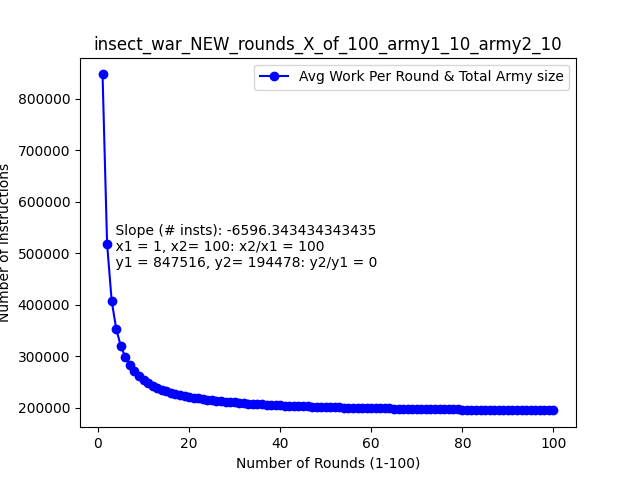 insect_war_NEW_rounds_X_of_100_army1_10_army2_10
Avg Work Per Round & Total Army size
800000
700000
600000
500000
400000
300000
200000
Number of Instructions
Slope (# insts): -6596.343434343435
x1 = 1, x2= 100: x2/x1 = 100
y1 = 847516, y2= 194478: y2/y1 = 0
0 20 40 60 80 100
Number of Rounds (1-100)